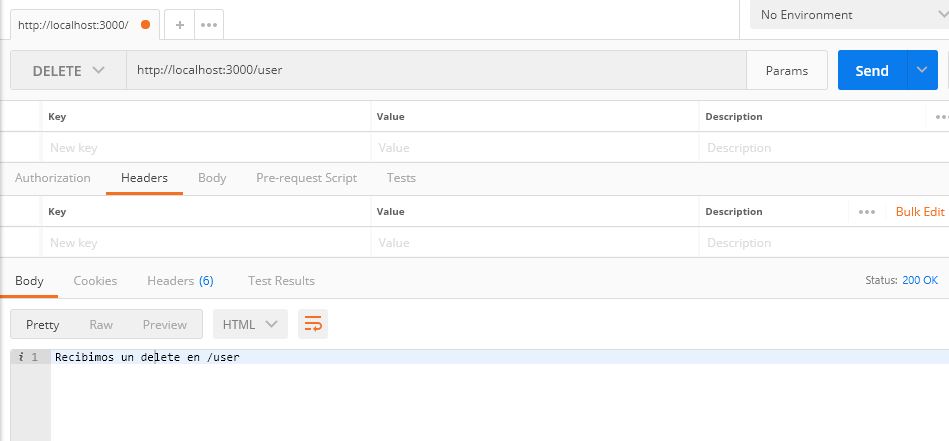 http://localhost:3000/
No Environment
DELETE http://localhost:3000/user Params Send
Key Value Description
New key Value Description
Authorization Headers Body Pre-request Script Tests
Key Value Description Bulk Edit
New key Value Description
Body Cookies Headers (6) Test Results Status: 200 OK
Pretty Raw Preview HTML
i 1 Recibimos un delete en /user